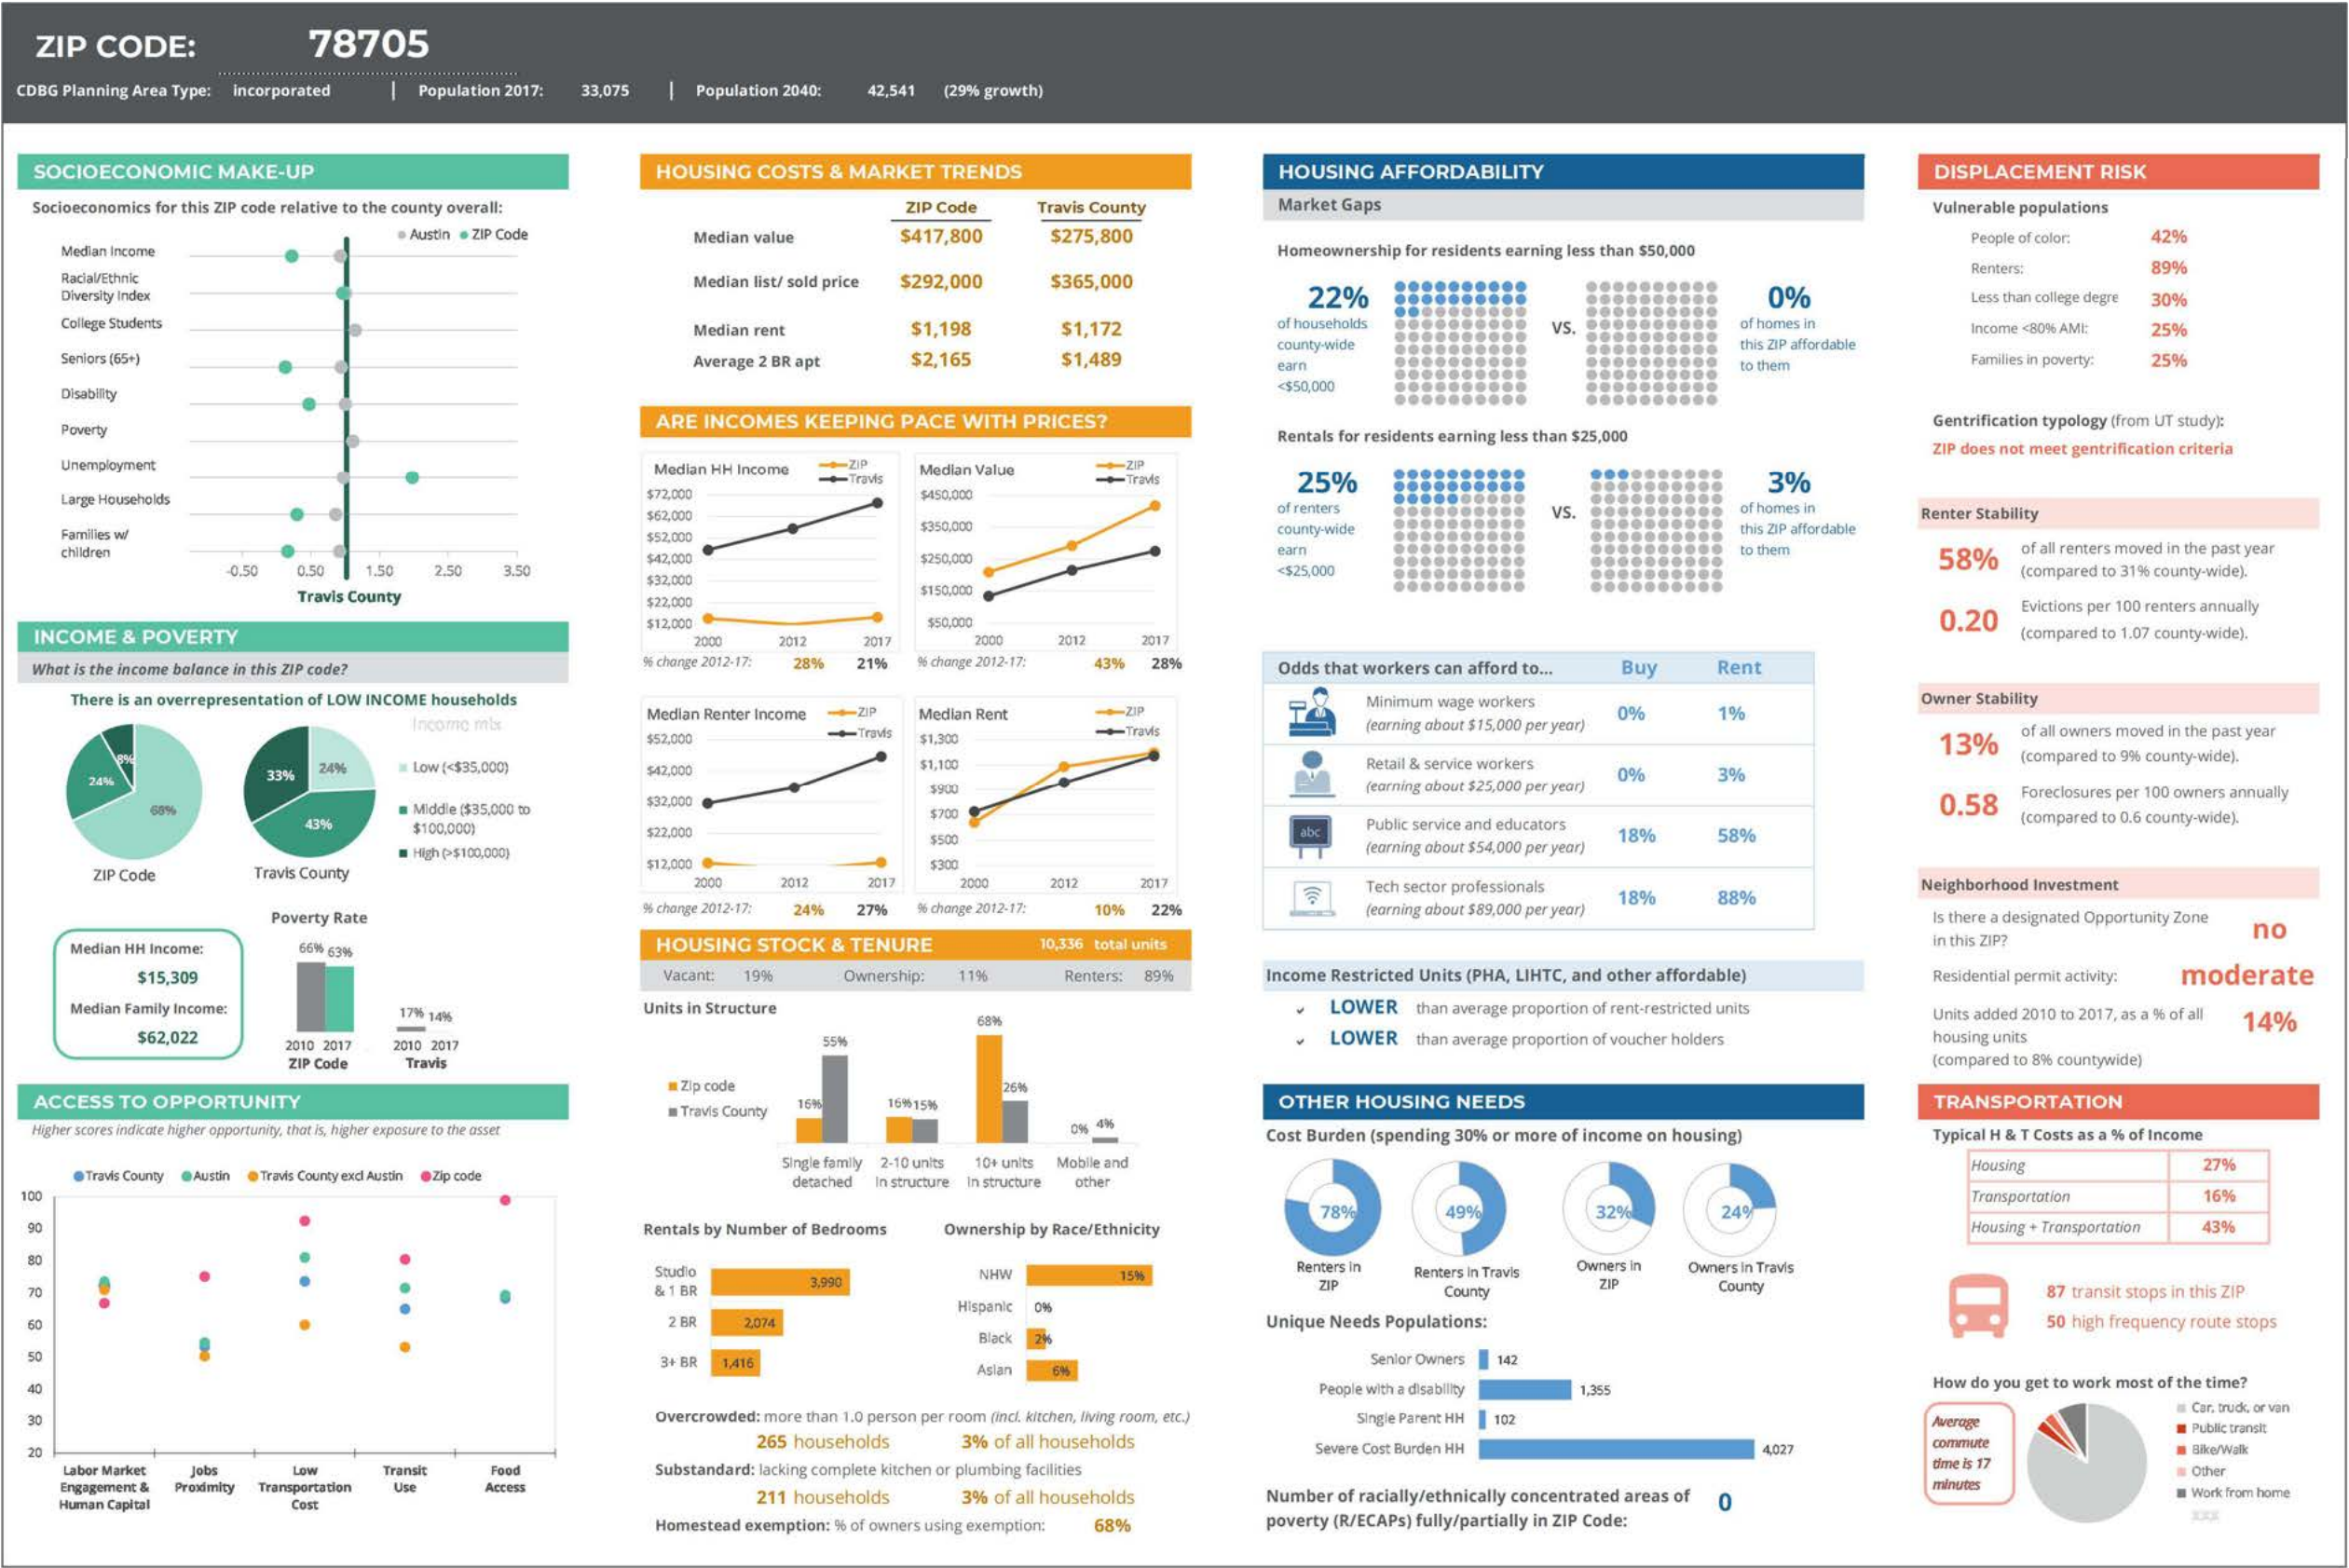 ZIP CODE: 78705
CDBG Planning Area Type: incorporated | Population 2017: 33,075 | Population 2040: 42,541 (29% growth)
SOCIOECONOMIC MAKE-UP
Socioeconomics for this ZIP code relative to the county overall:
Austin ZIP Code
Median Income
Racial/Ethnic
Diversity Index
College Students
Seniors (65+)
Disability
Poverty
Unemployment
Large Households
Families w/
children
-0.50 0.50 1.50 2.50 3.50
Travis County
INCOME & POVERTY
What is the income balance in this ZIP code?
There is an overrepresentation of LOW INCOME households
Income mix
8%
24%
68%
ZIP Code
33% 24%
43%
Travis County
Low (<$35,000)
Middle ($35,000 to
$100,000)
High (>$100,000)
Median HH Income:
$15,309
Median Family Income:
$62,022
Poverty Rate
66% 63%
17% 14%
2010 2017 2010 2017
ZIP Code Travis
ACCESS TO OPPORTUNITY
Higher scores indicate higher opportunity, that is, higher exposure to the asset
Travis County Austin Travis County excl Austin Zip code
100
90
80
70
60
50
40
30
20
Labor Market
Engagement &
Human Capital
Jobs
Proximity
Low
Transportation
Cost
Transit
Use
Food
Access
HOUSING COSTS & MARKET TRENDS
ZIP Code Travis County
Median value $417,800 $275,800
Median list/ sold price $292,000 $365,000
Median rent $1,198 $1,172
Average 2 BR apt $2,165 $1,489
ARE INCOMES KEEPING PACE WITH PRICES?
Median HH Income ZIP
Travis
$72,000
$62,000
$52,000
$42,000
$32,000
$22,000
$12,000
2000 2012 2017
% change 2012-17: 28% 21%
Median Value ZIP
Travis
$450,000
$350,000
$250,000
$150,000
$50,000
2000 2012 2017
% change 2012-17: 43% 28%
Median Renter Income ZIP
Travis
$52,000
$42,000
$32,000
$22,000
$12,000
2000 2012 2017
% change 2012-17: 24% 27%
Median Rent ZIP
Travis
$1,300
$1,100
$900
$700
$500
$300
2000 2012 2017
% change 2012-17: 10% 22%
HOUSING STOCK & TENURE 10,336 total units
Vacant: 19% Ownership: 11% Renters: 89%
Units in Structure
Zip code
Travis County
16% 55%
16% 15%
68% 26%
0% 4%
Single family
detached
2-10 units
in structure
10+ units
in structure
Mobile and
other
Rentals by Number of Bedrooms
Studio
& 1 BR 3,990
2 BR 2,074
3+ BR 1,416
Ownership by Race/Ethnicity
NHW 15%
Hispanic 0%
Black 2%
Asian 6%
Overcrowded: more than 1.0 person per room (incl. kitchen, living room, etc.)
265 households 3% of all households
Substandard: lacking complete kitchen or plumbing facilities
211 households 3% of all households
Homestead exemption: % of owners using exemption: 68%
HOUSING AFFORDABILITY
Market Gaps
Homeownership for residents earning less than $50,000
22%
of households
county-wide
earn
<$50,000
VS.
0%
of homes in
this ZIP affordable
to them
Rentals for residents earning less than $25,000
25%
of renters
county-wide
earn
<$25,000
VS.
3%
of homes in
this ZIP affordable
to them
Odds that workers can afford to... Buy Rent
Minimum wage workers
(earning about $15,000 per year) 0% 1%
Retail & service workers
(earning about $25,000 per year) 0% 3%
abc
Public service and educators
(earning about $54,000 per year) 18% 58%
Tech sector professionals
(earning about $89,000 per year) 18% 88%
Income Restricted Units (PHA, LIHTC, and other affordable)
LOWER than average proportion of rent-restricted units
LOWER than average proportion of voucher holders
OTHER HOUSING NEEDS
Cost Burden (spending 30% or more of income on housing)
78% 49% 32% 24%
Renters in
ZIP
Renters in Travis
County
Owners in
ZIP
Owners in Travis
County
Unique Needs Populations:
Senior Owners 142
People with a disability 1,355
Single Parent HH 102
Severe Cost Burden HH 4,027
Number of racially/ethnically concentrated areas of
poverty (R/ECAPs) fully/partially in ZIP Code: 0
DISPLACEMENT RISK
Vulnerable populations
People of color: 42%
Renters: 89%
Less than college degre 30%
Income <80% AMI: 25%
Families in poverty: 25%
Gentrification typology (from UT study):
ZIP does not meet gentrification criteria
Renter Stability
58% of all renters moved in the past year
(compared to 31% county-wide).
0.20 Evictions per 100 renters annually
(compared to 1.07 county-wide).
Owner Stability
13% of all owners moved in the past year
(compared to 9% county-wide).
0.58 Foreclosures per 100 owners annually
(compared to 0.6 county-wide).
Neighborhood Investment
Is there a designated Opportunity Zone
in this ZIP? no
Residential permit activity: moderate
Units added 2010 to 2017, as a % of all
housing units 14%
(compared to 8% countywide)
TRANSPORTATION
Typical H & T Costs as a % of Income
Housing 27%
Transportation 16%
Housing + Transportation 43%
87 transit stops in this ZIP
50 high frequency route stops
How do you get to work most of the time?
Average
commute
time is 17
minutes
Car, truck, or van
Public transit
Bike/Walk
Other
Work from home
XXX